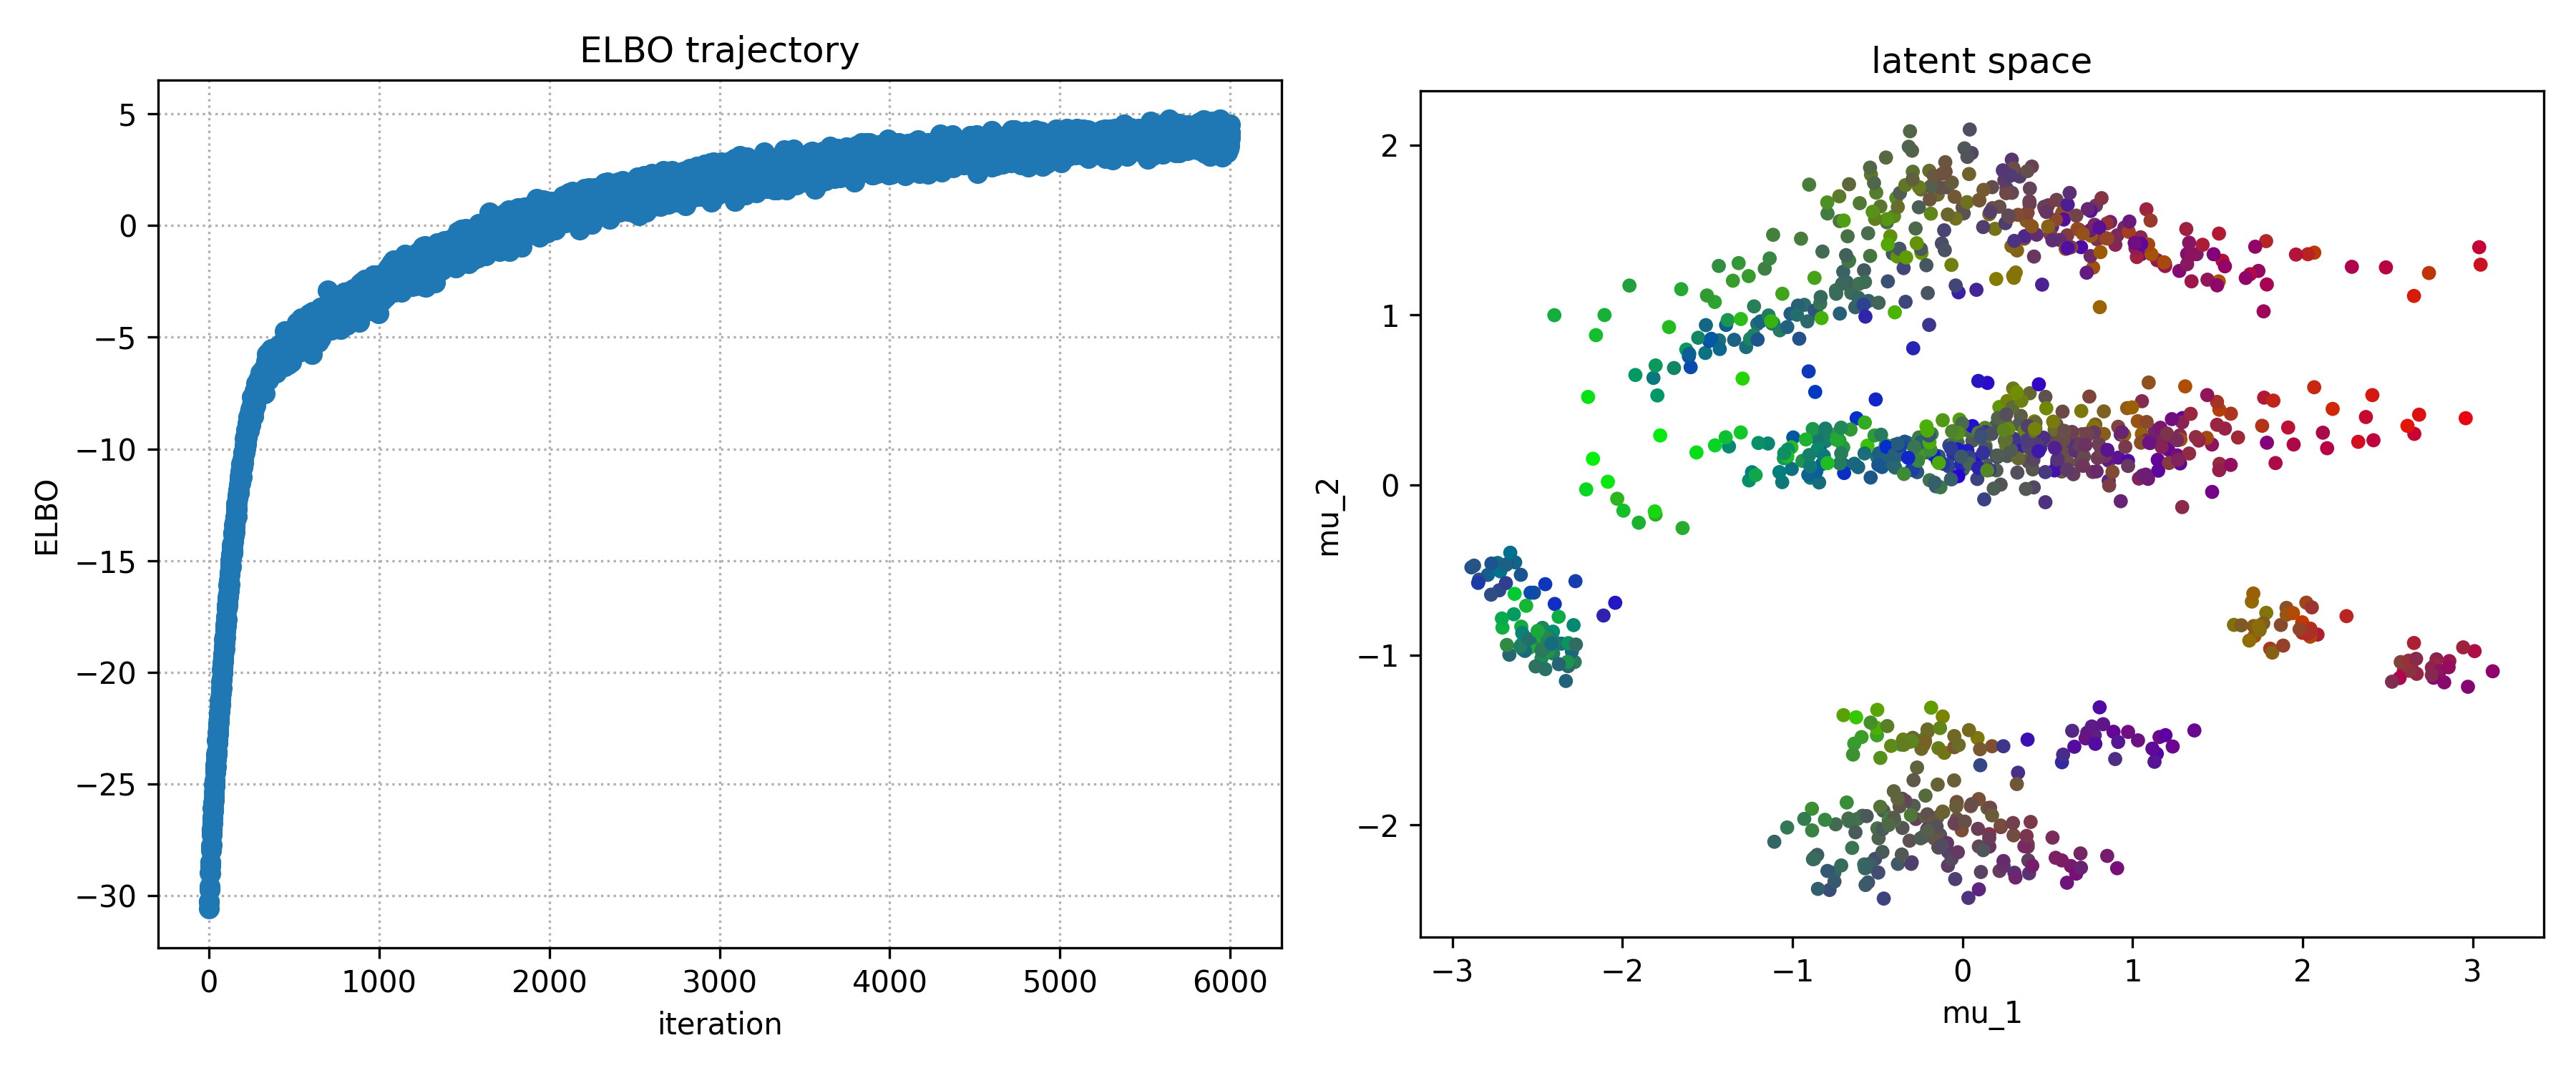 ELBO trajectory
5
0
−5
−10
−15
−20
−25
−30
ELBO
0 1000 2000 3000 4000 5000 6000
iteration
latent space
2
1
0
−1
−2
mu_2
−3 −2 −1 0 1 2 3
mu_1